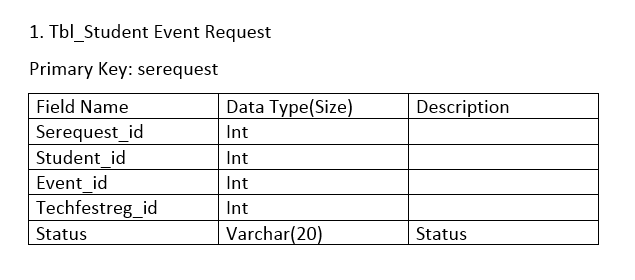 1. Tbl_Student Event Request
Primary Key: serequest
Field Name Data Type(Size) Description
Serequest_id Int
Student_id Int
Event_id Int
Techfestreg_id Int
Status Varchar(20) Status